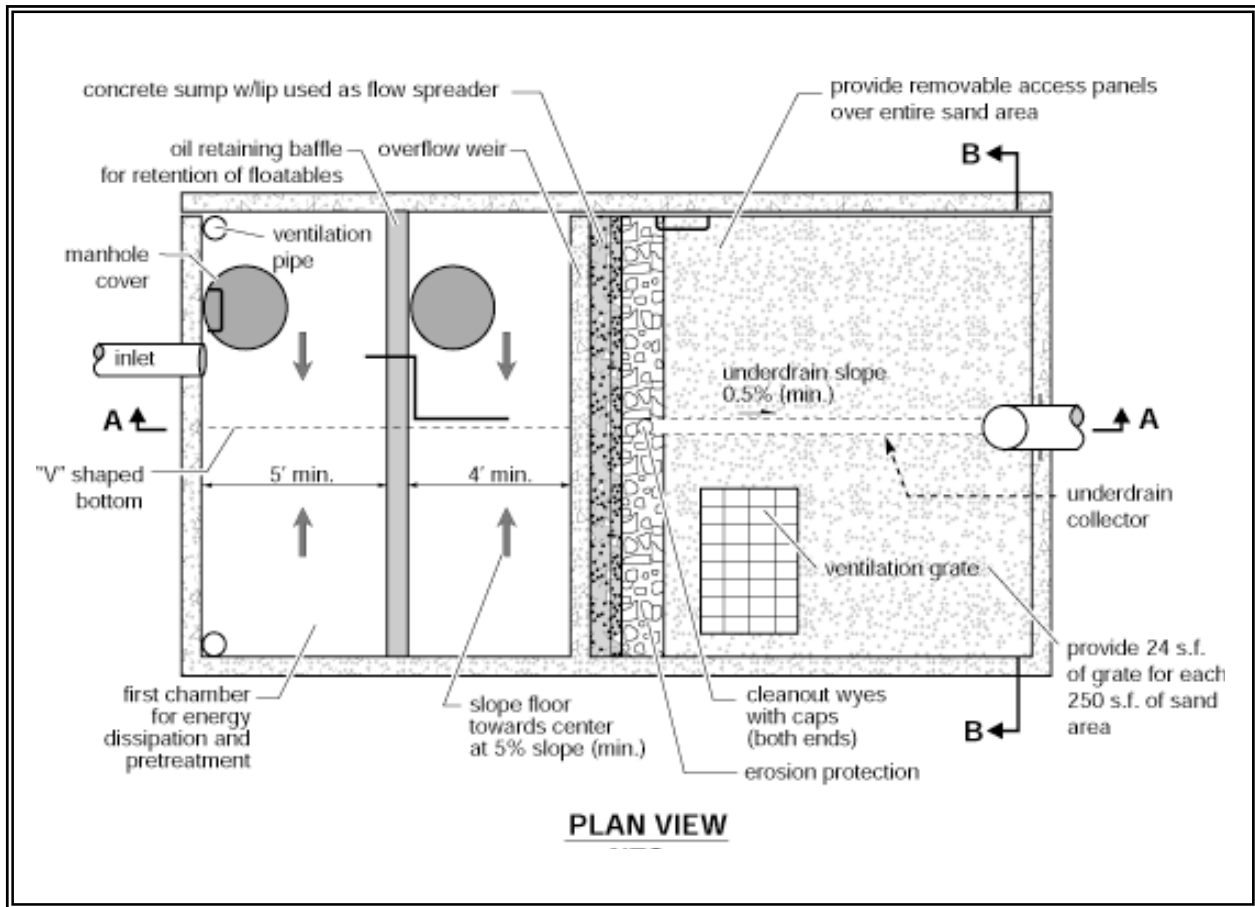 concrete sump w/lip used as flow spreader
provide removable access panels
over entire sand area
oil retaining baffle
for retention of floatables
overflow weir
B
ventilation
pipe
manhole
cover
inlet
underdrain slope
0.5% (min.)
A
A
"V" shaped
bottom
5' min.
4' min.
underdrain
collector
ventilation grate
provide 24 s.f.
of grate for each
250 s.f. of sand
area
first chamber
for energy
dissipation and
pretreatment
slope floor
towards center
at 5% slope (min.)
cleanout wyes
with caps
(both ends)
B
erosion protection
PLAN VIEW